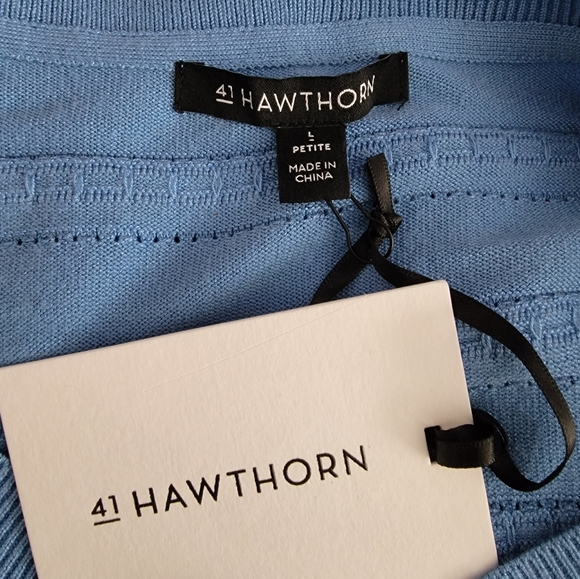 41 HAWTHORN
L
PETITE
MADE IN
CHINA
41 HAWTHORN